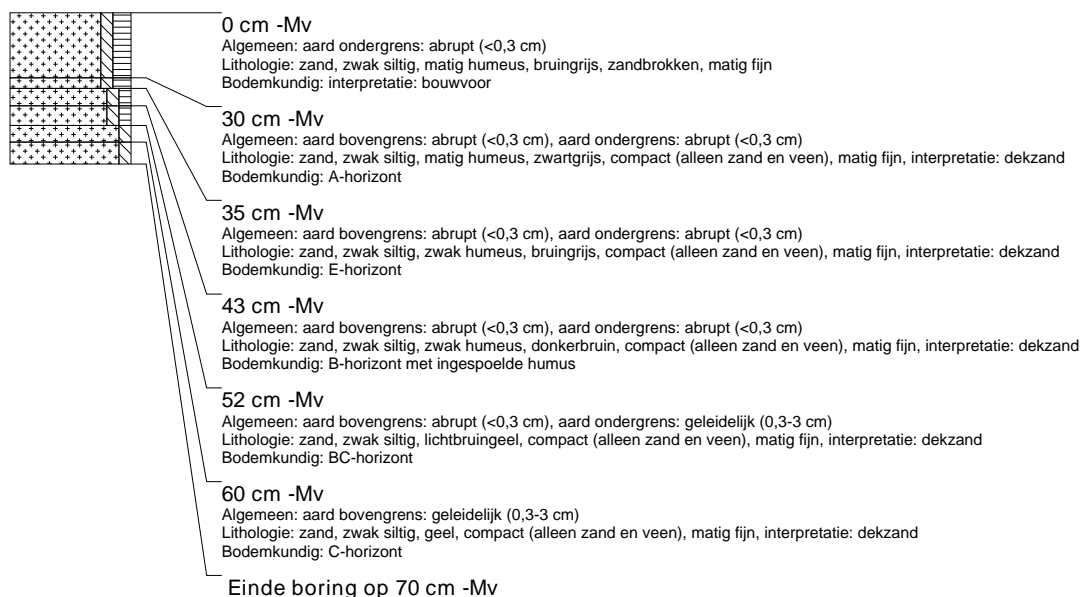 0 cm -Mv
Algemeen: aard ondergrens: abrupt (<0,3 cm)
Lithologie: zand, zwak siltig, matig humeus, bruingrijs, zandbrokken, matig fijn
Bodemkundig: interpretatie: bouwvoor
30 cm -Mv
Algemeen: aard bovengrens: abrupt (<0,3 cm), aard ondergrens: abrupt (<0,3 cm)
Lithologie: zand, zwak siltig, matig humeus, zwartgrijs, compact (alleen zand en veen), matig fijn, interpretatie: dekzand
Bodemkundig: A-horizont
35 cm -Mv
Algemeen: aard bovengrens: abrupt (<0,3 cm), aard ondergrens: abrupt (<0,3 cm)
Lithologie: zand, zwak siltig, zwak humeus, bruingrijs, compact (alleen zand en veen), matig fijn, interpretatie: dekzand
Bodemkundig: E-horizont
43 cm -Mv
Algemeen: aard bovengrens: abrupt (<0,3 cm), aard ondergrens: abrupt (<0,3 cm)
Lithologie: zand, zwak siltig, zwak humeus, donkerbruin, compact (alleen zand en veen), matig fijn, interpretatie: dekzand
Bodemkundig: B-horizont met ingespoelde humus
52 cm -Mv
Algemeen: aard bovengrens: abrupt (<0,3 cm), aard ondergrens: geleidelijk (0,3-3 cm)
Lithologie: zand, zwak siltig, lichtbruingeel, compact (alleen zand en veen), matig fijn, interpretatie: dekzand
Bodemkundig: BC-horizont
60 cm -Mv
Algemeen: aard bovengrens: geleidelijk (0,3-3 cm)
Lithologie: zand, zwak siltig, geel, compact (alleen zand en veen), matig fijn, interpretatie: dekzand
Bodemkundig: C-horizont
Einde boring op 70 cm -Mv